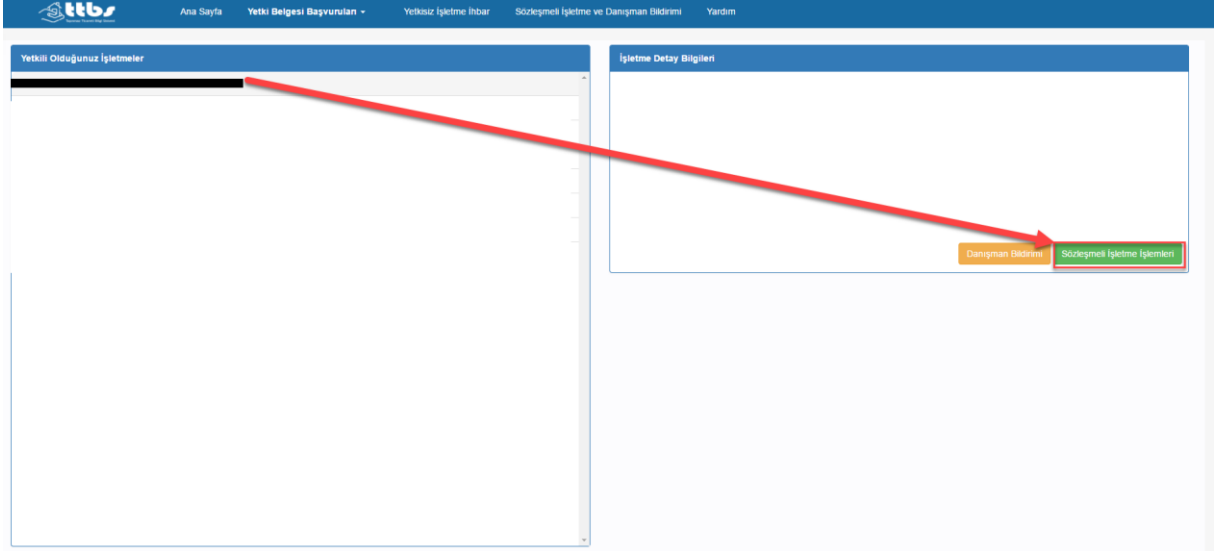 ttbs
Ana Sayfa
Yetki Belgesi Başvuruları
Yetkisiz İşletme İhbar
Sözleşmeli İşletme ve Danışman Bildirimi
Yardım
Yetkili Olduğunuz İşletmeler
İşletme Detay Bilgileri
Danışman Bildirimi
Sözleşmeli İşletme İşlemleri